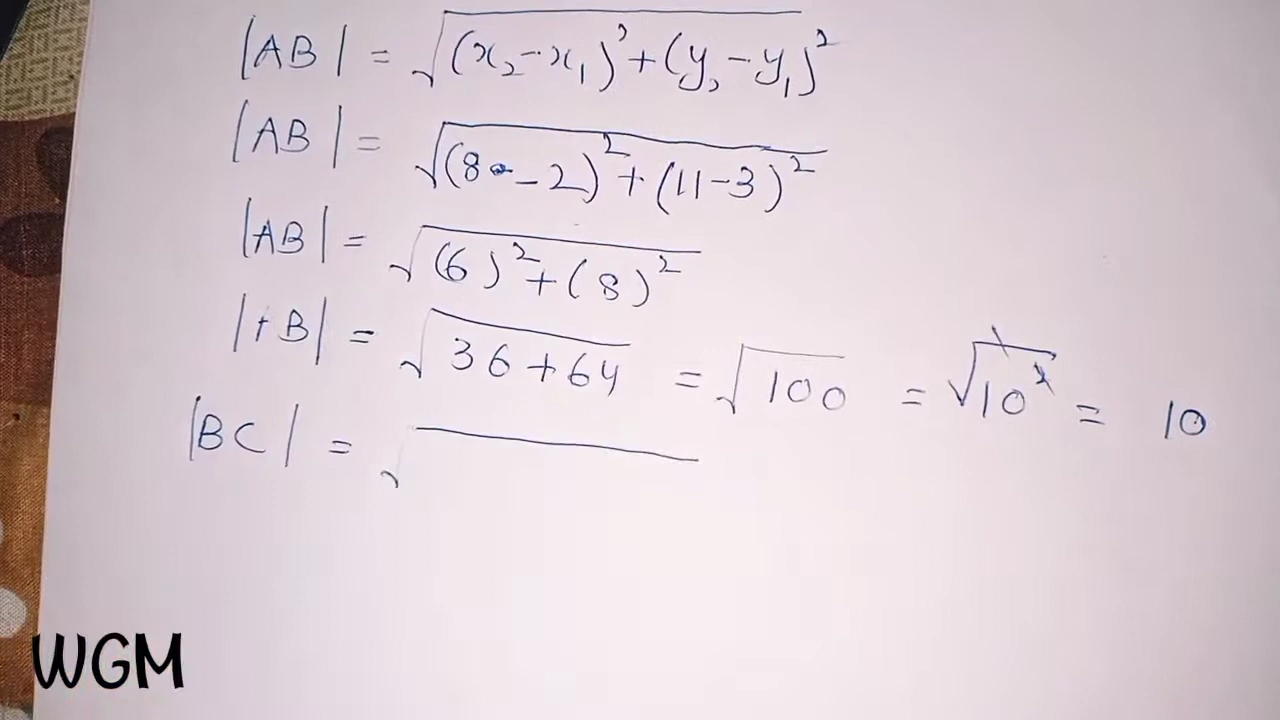 |AB| = √(x₂-x₁)²+(y₂-y₁)²
|AB| = √(8-2)²+(11-3)²
|AB| = √(6)²+(8)²
|AB| = √36+64 = √100 = √10² = 10
|BC| = √
WGM